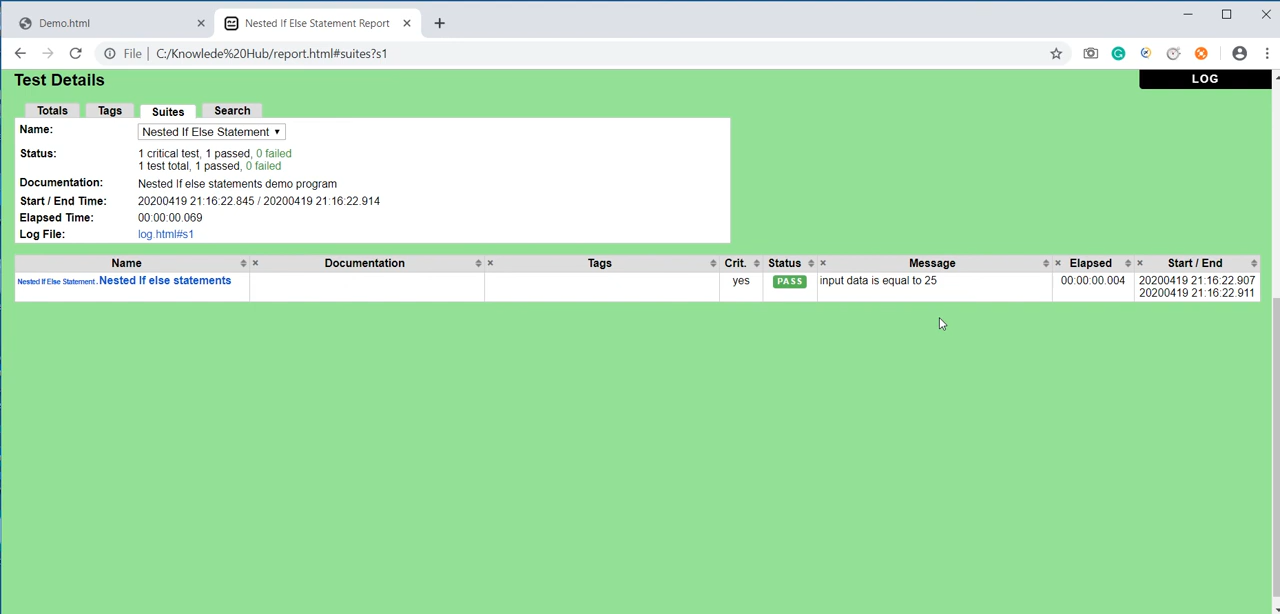 Demo.html
Nested If Else Statement Report
File | C:/Knowlede%20Hub/report.html#suites?s1
Test Details
LOG
Totals Tags Suites Search
Name: Nested If Else Statement
Status: 1 critical test, 1 passed, 0 failed
1 test total, 1 passed, 0 failed
Documentation: Nested If else statements demo program
Start / End Time: 20200419 21:16:22.845 / 20200419 21:16:22.914
Elapsed Time: 00:00:00.069
Log File: log.html#s1
Name Documentation Tags Crit. Status Message Elapsed Start / End
Nested If Else Statement . Nested If else statements yes PASS input data is equal to 25 00:00:00.004 20200419 21:16:22.907
20200419 21:16:22.911